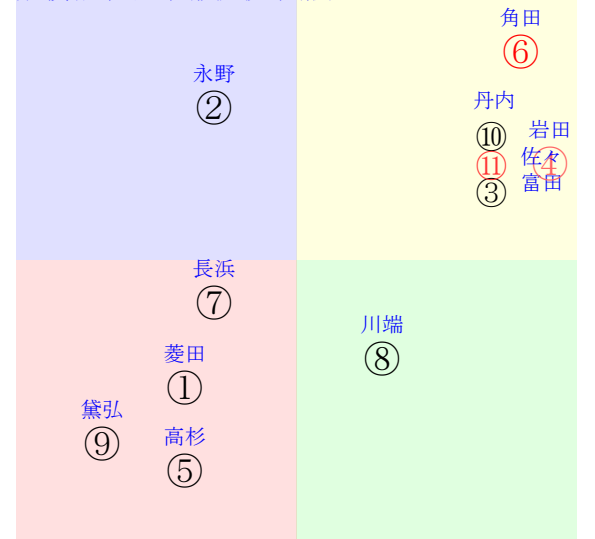 角田
⑥
永野
②
丹内
⑩
岩田
佐々
⑪
④
富田
③
長浜
⑦
川端
⑧
菱田
①
黛弘
⑨
高杉
⑤